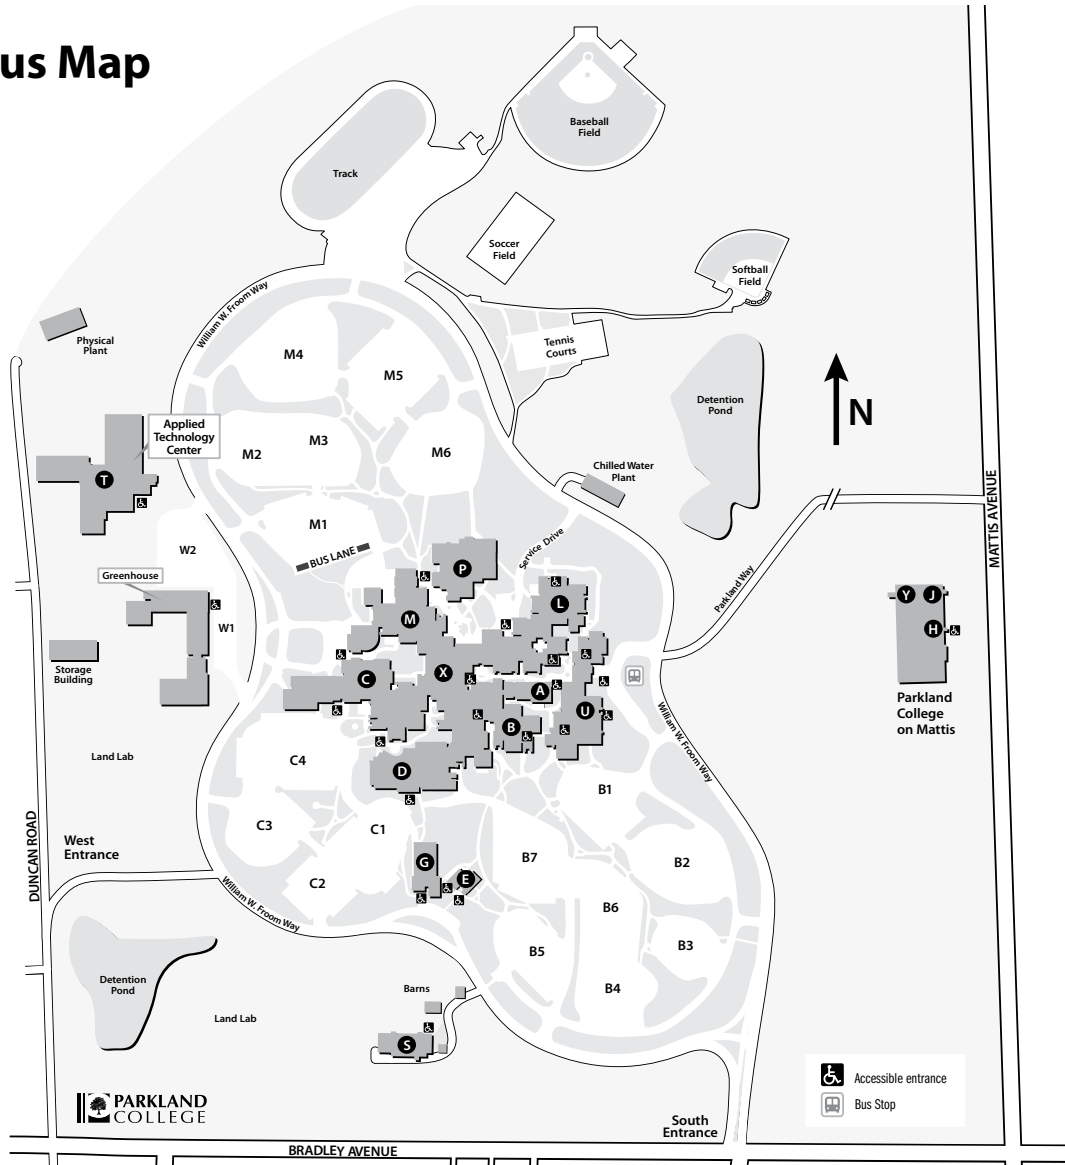 us Map
Baseball
Field
Track
Soccer
Field
Softball
Field
William W. Froom Way
Physical
Plant
Tennis
Courts
M4
M5
Detention
Pond
N
Applied
Technology
Center
M3
M2
M6
T
Chilled Water
Plant
MATTIS AVENUE
M1
BUS LANE
Service Drive
W2
Greenhouse
P
Parkland Way
L
Y
J
M
W1
H
Storage
Building
X
C
A
Parkland
College
on Mattis
U
B
William W. Froom Way
Land Lab
C4
D
B1
C3
C1
DUNCAN ROAD
West
Entrance
G
B7
B2
E
C2
William W. Froom Way
B6
B5
B3
Detention
Pond
Barns
B4
Land Lab
S
Accessible entrance
Bus Stop
PARKLAND
COLLEGE
South
Entrance
BRADLEY AVENUE